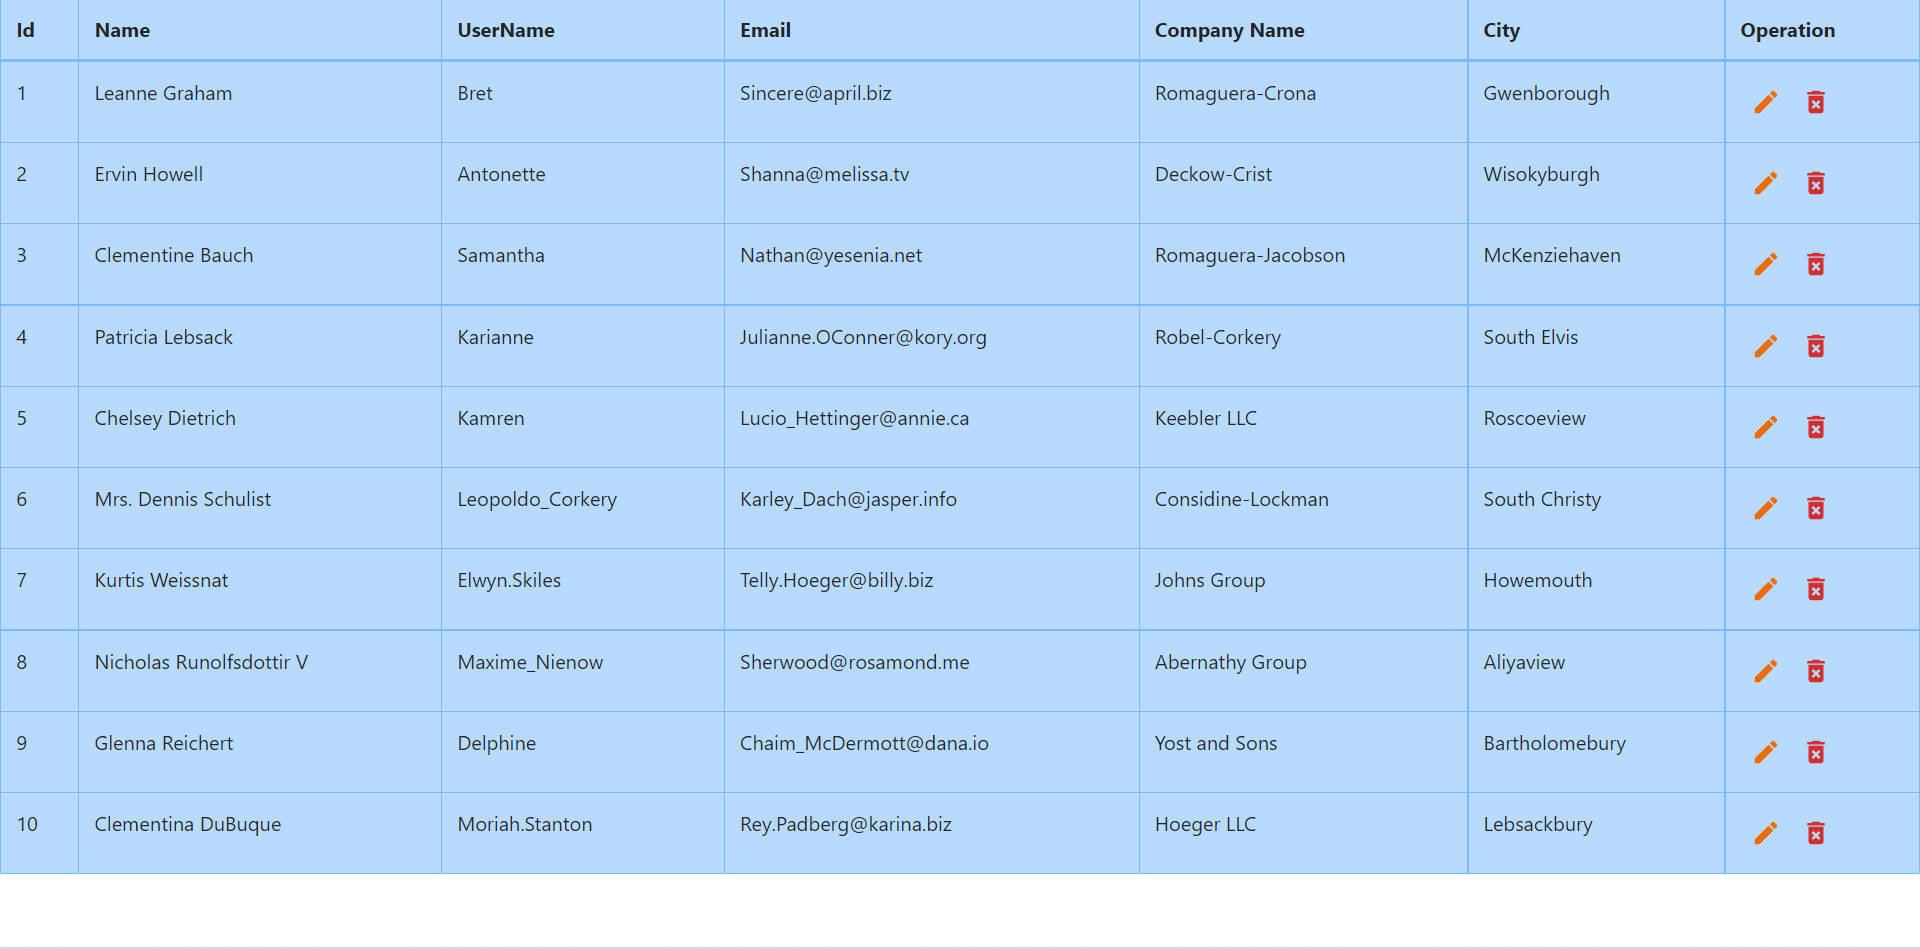 Id Name UserName Email Company Name City Operation
1 Leanne Graham Bret Sincere@april.biz Romaguera-Crona Gwenborough
2 Ervin Howell Antonette Shanna@melissa.tv Deckow-Crist Wisokyburgh
3 Clementine Bauch Samantha Nathan@yesenia.net Romaguera-Jacobson McKenziehaven
4 Patricia Lebsack Karianne Julianne.OConner@kory.org Robel-Corkery South Elvis
5 Chelsey Dietrich Kamren Lucio_Hettinger@annie.ca Keebler LLC Roscoeview
6 Mrs. Dennis Schulist Leopoldo_Corkery Karley_Dach@jasper.info Considine-Lockman South Christy
7 Kurtis Weissnat Elwyn.Skiles Telly.Hoeger@billy.biz Johns Group Howemouth
8 Nicholas Runolfsdottir V Maxime_Nienow Sherwood@rosamond.me Abernathy Group Aliyaview
9 Glenna Reichert Delphine Chaim_McDermott@dana.io Yost and Sons Bartholomebury
10 Clementina DuBuque Moriah.Stanton Rey.Padberg@karina.biz Hoeger LLC Lebsackbury